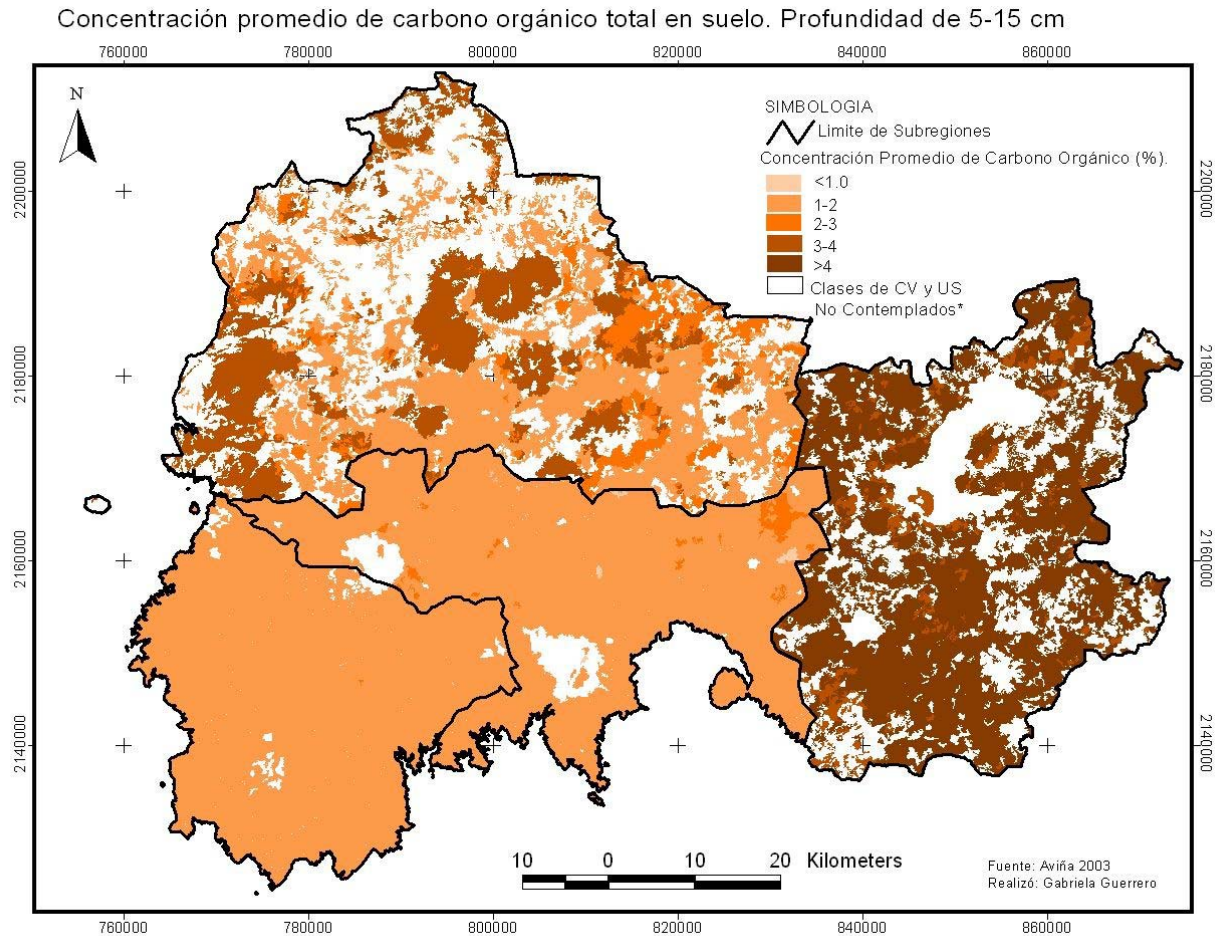 Concentración promedio de carbono orgánico total en suelo. Profundidad de 5-15 cm
760000 780000 800000 820000 840000 860000
N
SIMBOLOGIA
Limite de Subregiones
Concentración Promedio de Carbono Orgánico (%).
<1.0
1-2
2-3
3-4
>4
Clases de CV y US
No Contemplados*
2200000 2200000
2180000 2180000
2160000 2160000
2140000 2140000
10 0 10 20 Kilometers
Fuente: Aviña 2003
Realizó: Gabriela Guerrero
760000 780000 800000 820000 840000 860000